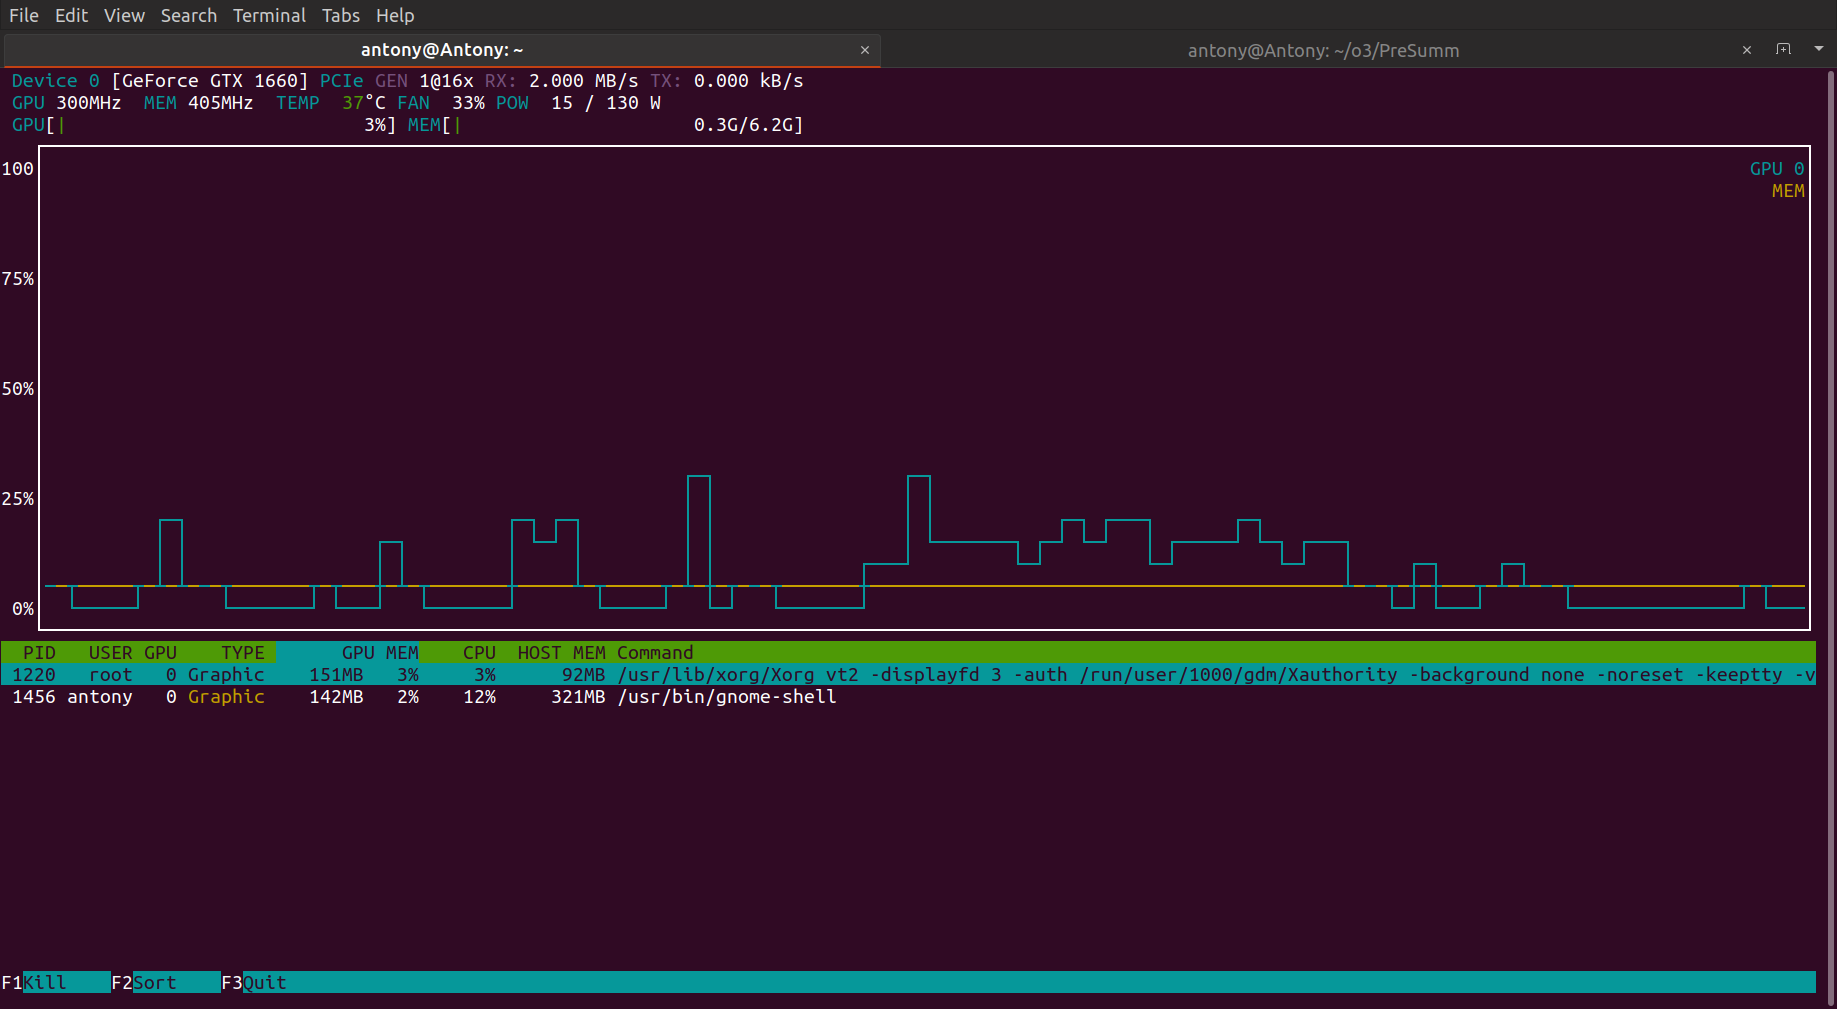 File Edit View Search Terminal Tabs Help
antony@Antony: ~ × antony@Antony: ~/o3/PreSumm ×
Device 0 [GeForce GTX 1660] PCIe GEN 1@16x RX: 2.000 MB/s TX: 0.000 kB/s
GPU 300MHz MEM 405MHz TEMP 37°C FAN 33% POW 15 / 130 W
GPU[| 3%] MEM[| 0.3G/6.2G]
100 GPU 0
MEM
75%
50%
25%
0%
PID USER GPU TYPE GPU MEM CPU HOST MEM Command
1220 root 0 Graphic 151MB 3% 3% 92MB /usr/lib/xorg/Xorg vt2 -displayfd 3 -auth /run/user/1000/gdm/Xauthority -background none -noreset -keeptty -v
1456 antony 0 Graphic 142MB 2% 12% 321MB /usr/bin/gnome-shell
F1Kill F2Sort F3Quit